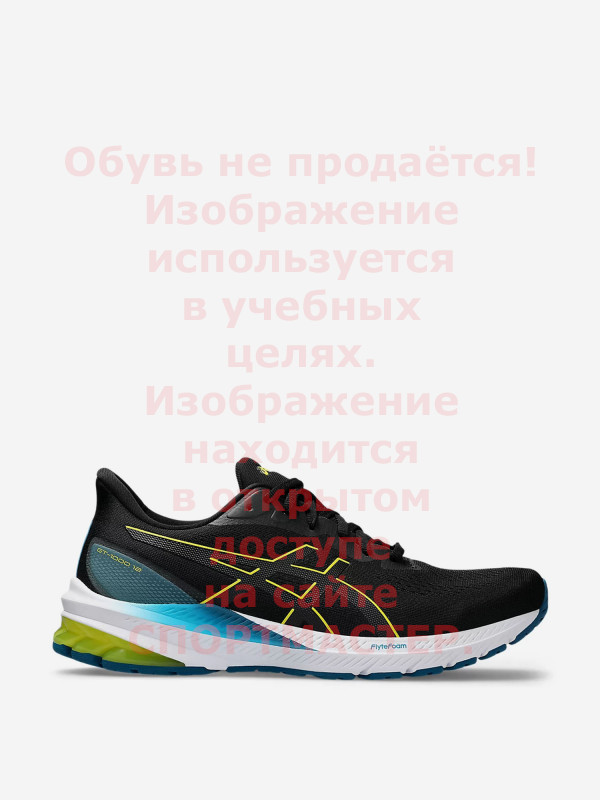 Обувь не продаётся!
Изображение
используется
в учебных
целях.
Изображение
находится
в открытом
доступе
на сайте
СПОРТМАСТЕР.
GT-1000 12
FlyteFoam